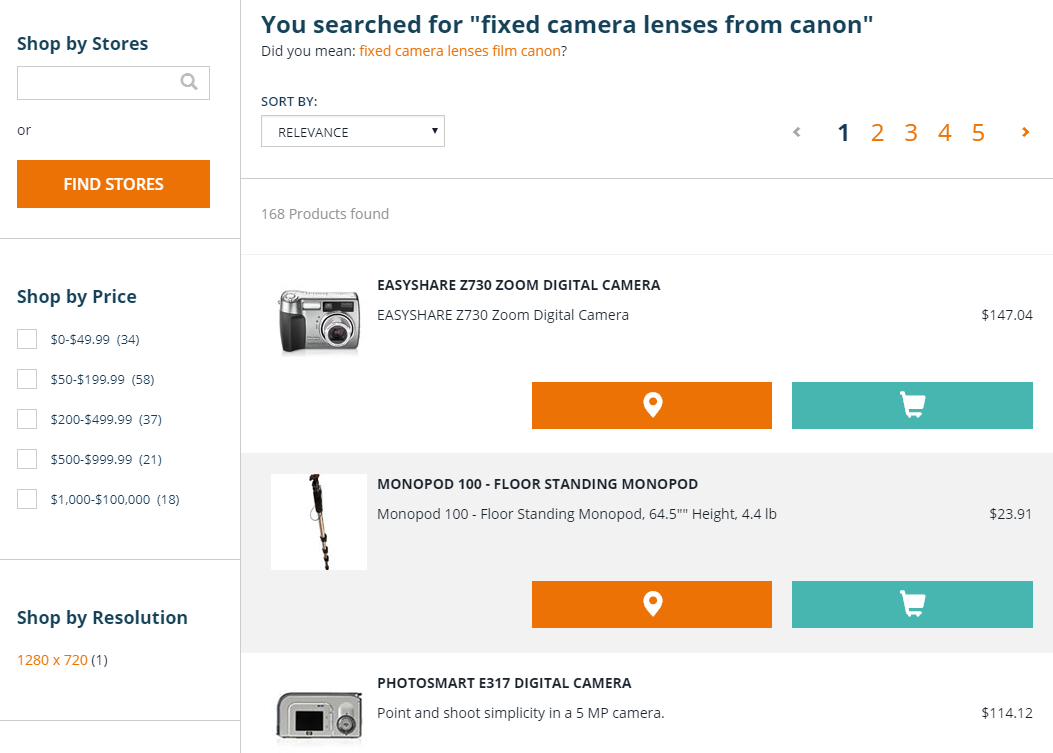 Shop by Stores
or
FIND STORES
Shop by Price
$0-$49.99 (34)
$50-$199.99 (58)
$200-$499.99 (37)
$500-$999.99 (21)
$1,000-$100,000 (18)
Shop by Resolution
1280 x 720 (1)
You searched for "fixed camera lenses from canon"
Did you mean: fixed camera lenses film canon?
SORT BY:
RELEVANCE
1 2 3 4 5
168 Products found
EASYSHARE Z730 ZOOM DIGITAL CAMERA
EASYSHARE Z730 Zoom Digital Camera $147.04
MONOPOD 100 - FLOOR STANDING MONOPOD
Monopod 100 - Floor Standing Monopod, 64.5"" Height, 4.4 lb $23.91
PHOTOSMART E317 DIGITAL CAMERA
Point and shoot simplicity in a 5 MP camera. $114.12